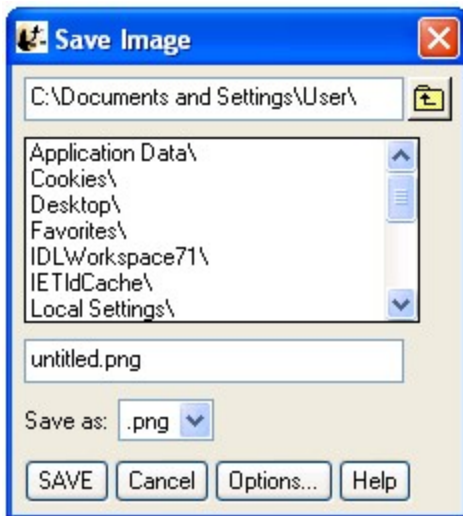 Save Image
C:\Documents and Settings\User\
Application Data\
Cookies\
Desktop\
Favorites\
IDLWorkspace71\
IETldCache\
Local Settings\
untitled.png
Save as: .png
SAVE Cancel Options... Help